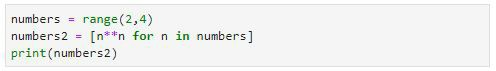 numbers = range(2,4)
numbers2 = [n**n for n in numbers]
print(numbers2)